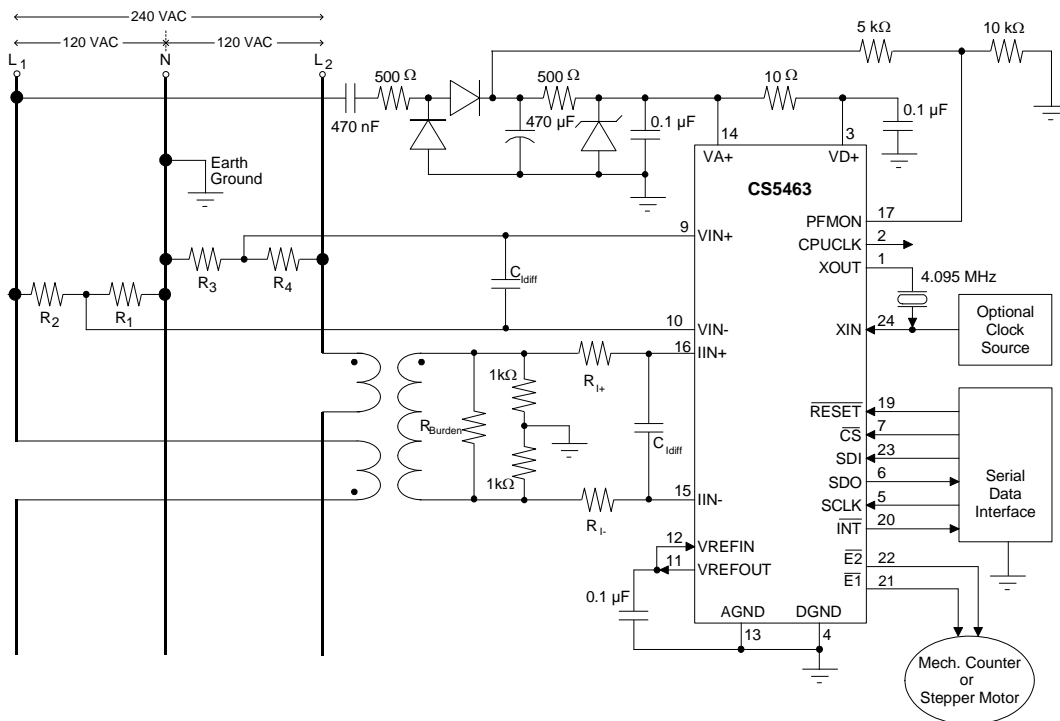 240 VAC
120 VAC
120 VAC
L1
N
L2
5 kΩ
10 kΩ
500 Ω
500 Ω
10 Ω
470 nF
470 µF
0.1 µF
0.1 µF
Earth
Ground
14
VA+
3
VD+
CS5463
PFMON
17
CPUCLK
2
XOUT
1
4.095 MHz
XIN
24
Optional
Clock
Source
9
VIN+
R3
R4
CIdiff
R2
R1
10
VIN-
16
IIN+
RI+
1kΩ
RBurden
CIdiff
1kΩ
RI-
15
IIN-
RESET
19
CS
7
SDI
23
SDO
6
SCLK
5
INT
20
Serial
Data
Interface
12
VREFIN
11
VREFOUT
0.1 µF
E2
22
E1
21
AGND
13
DGND
4
Mech. Counter
or
Stepper Motor